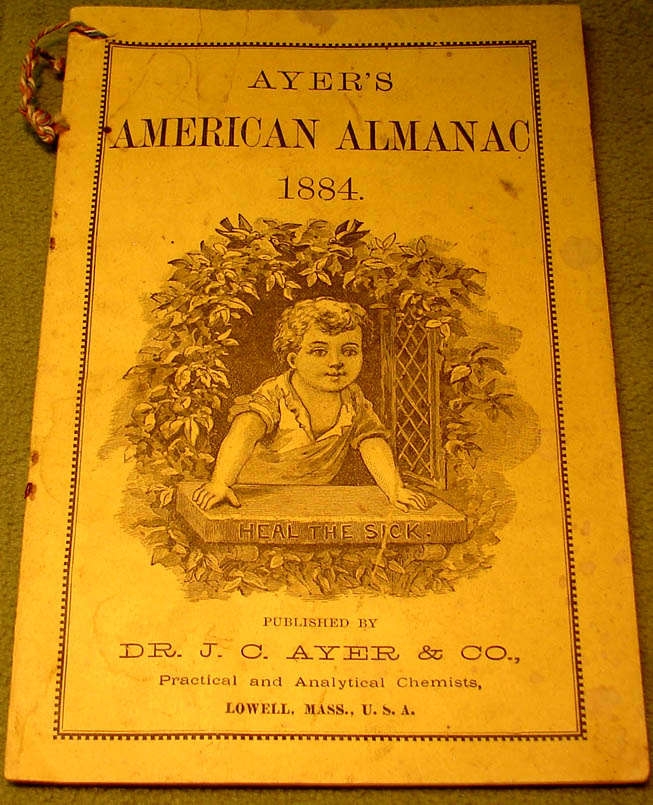 AYER'S
AMERICAN ALMANAC
1884.
HEAL THE SICK.
PUBLISHED BY
DR. J. C. AYER & CO.,
Practical and Analytical Chemists,
LOWELL, MASS., U. S. A.